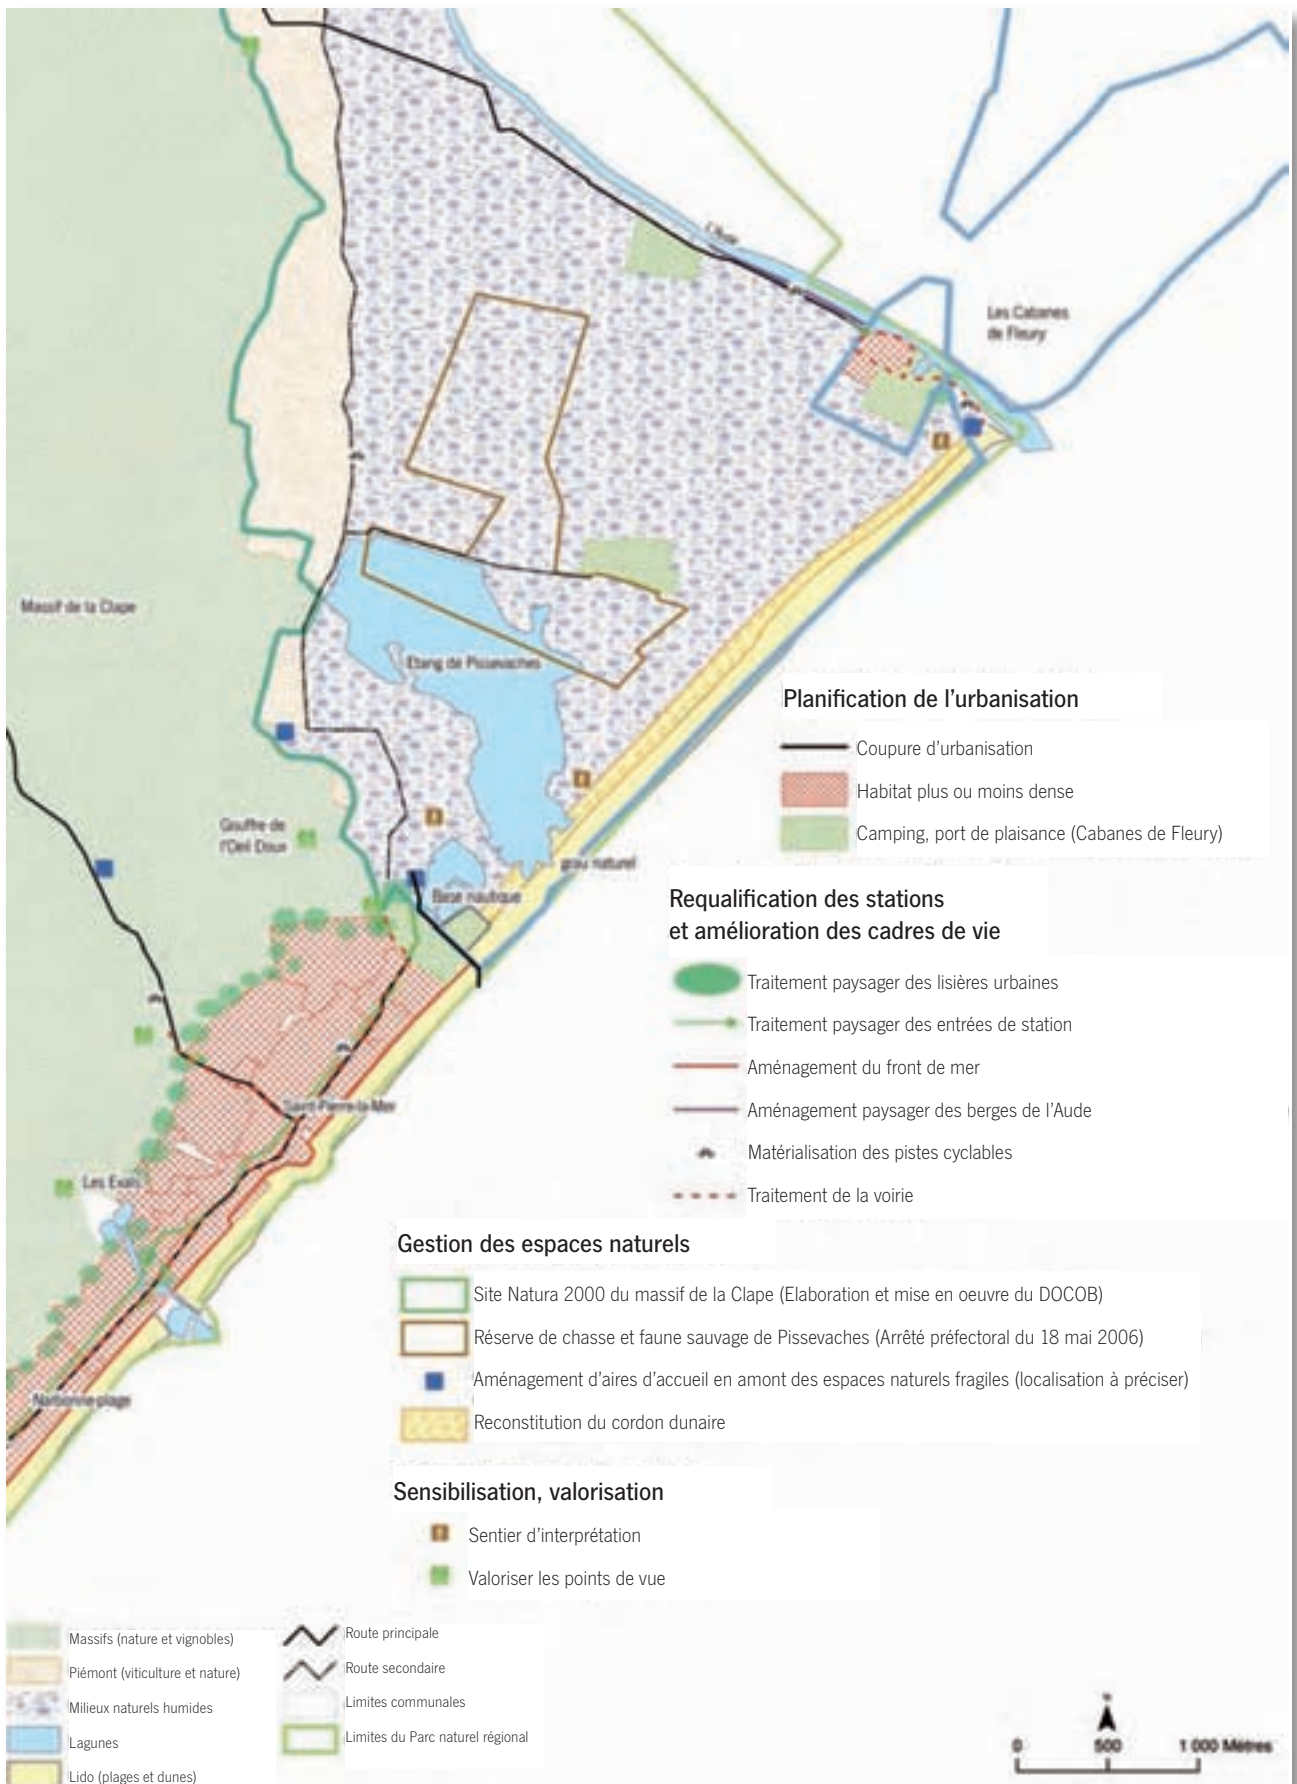 l'Aude
Les Cabanes
de Fleury
Massif de la Clape
Etang de Pissevaches
Planification de l'urbanisation
Coupure d'urbanisation
Habitat plus ou moins dense
Camping, port de plaisance (Cabanes de Fleury)
Gouffre de
l'Oeil Doux
grau naturel
Base nautique
Requalification des stations
et amélioration des cadres de vie
Traitement paysager des lisières urbaines
Traitement paysager des entrées de station
Aménagement du front de mer
Aménagement paysager des berges de l'Aude
Matérialisation des pistes cyclables
Traitement de la voirie
Saint-Pierre-la-Mer
Les Exals
Gestion des espaces naturels
Site Natura 2000 du massif de la Clape (Elaboration et mise en oeuvre du DOCOB)
Réserve de chasse et faune sauvage de Pissevaches (Arrêté préfectoral du 18 mai 2006)
Aménagement d'aires d'accueil en amont des espaces naturels fragiles (localisation à préciser)
Reconstitution du cordon dunaire
Narbonne-plage
Sensibilisation, valorisation
Sentier d'interprétation
Valoriser les points de vue
Massifs (nature et vignobles)
Piémont (viticulture et nature)
Milieux naturels humides
Lagunes
Lido (plages et dunes)
Route principale
Route secondaire
Limites communales
Limites du Parc naturel régional
N
0 500 1 000 Mètres